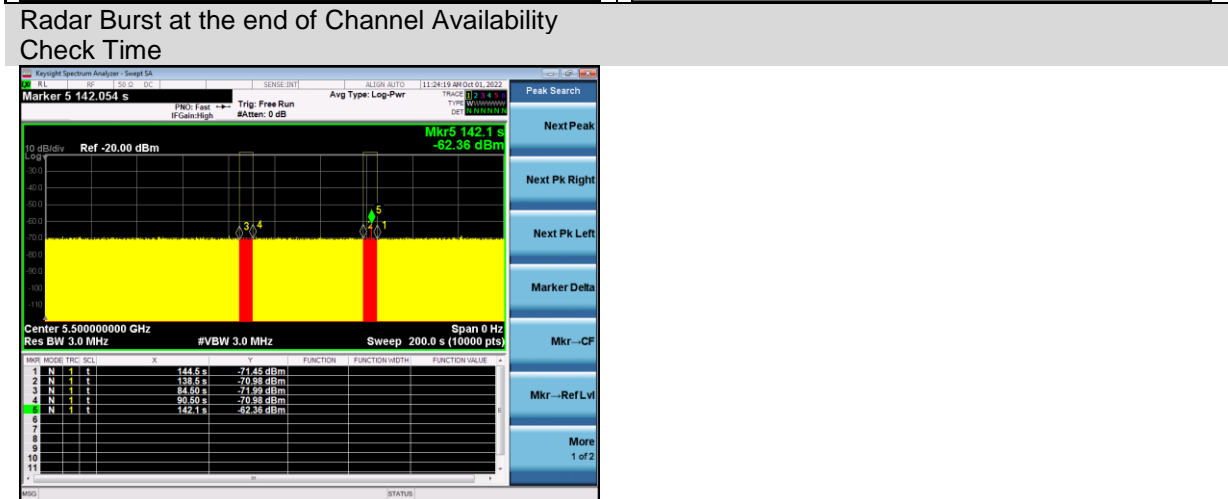 Radar Burst at the end of Channel Availability
Check Time
Keysight Spectrum Analyzer - Swept SA
RL RF 50 Ω DC SENSE:INT ALIGN AUTO 11:24:19 AM Oct 01, 2022
Marker 5 142.054 s
Avg Type: Log-Pwr
TRACE 1 2 3 4 5 6
PNO: Fast Trig: Free Run
TYPE WWWWWW
IFGain:High #Atten: 0 dB
DET N N N N N N
Peak Search
Mkr5 142.1 s
-62.36 dBm
10 dB/div Ref -20.00 dBm
Log
-30.0
-40.0
-50.0
-60.0
-70.0
-80.0
-90.0
-100
-110
3 4 2 1 5
Center 5.500000000 GHz Span 0 Hz
Res BW 3.0 MHz #VBW 3.0 MHz Sweep 200.0 s (10000 pts)
MKR MODE TRC SCL X Y FUNCTION FUNCTION WIDTH FUNCTION VALUE
1 N 1 t 144.5 s -71.45 dBm
2 N 1 t 138.5 s -70.98 dBm
3 N 1 t 84.50 s -71.99 dBm
4 N 1 t 90.50 s -70.98 dBm
5 N 1 t 142.1 s -62.36 dBm
6
7
8
9
10
11
MSG STATUS
Next Peak
Next Pk Right
Next Pk Left
Marker Delta
Mkr→CF
Mkr→Ref Lvl
More
1 of 2